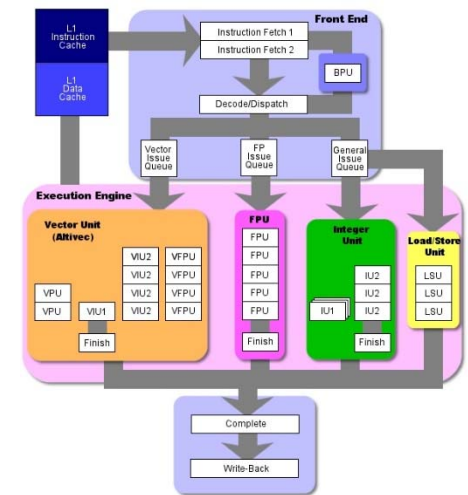 L1
Instruction
Cache
L1
Data
Cache
Front End
Instruction Fetch 1
Instruction Fetch 2
BPU
Decode/Dispatch
Vector
Issue
Queue
FP
Issue
Queue
General
Issue
Queue
Execution Engine
Vector Unit
(Altivec)
VPU
VPU
VIU1
VIU2
VIU2
VIU2
VIU2
VFPU
VFPU
VFPU
VFPU
Finish
FPU
FPU
FPU
FPU
FPU
FPU
Finish
Integer
Unit
IU1
IU2
IU2
IU2
Finish
Load/Store
Unit
LSU
LSU
LSU
Complete
Write-Back